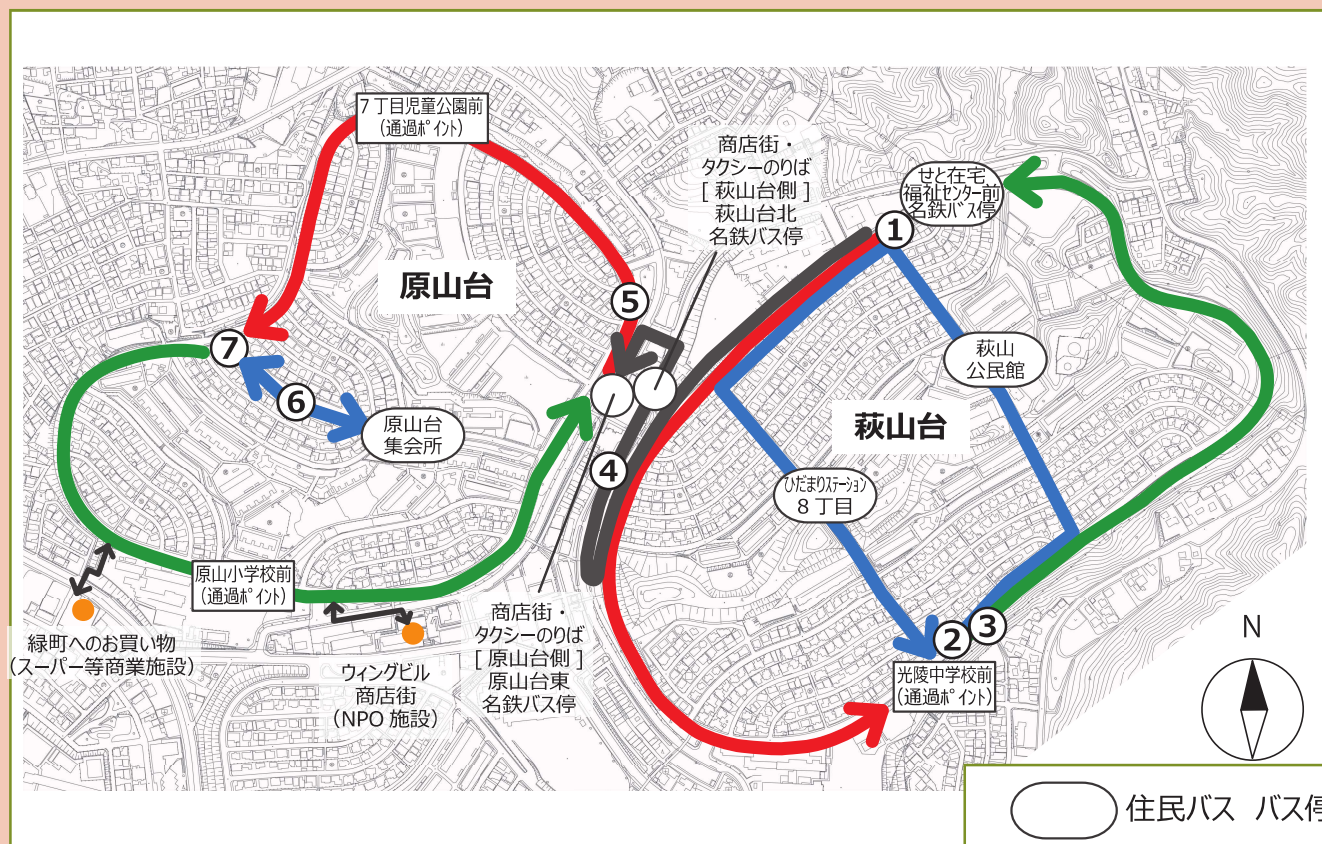 7丁目児童公園前
(通過ポイント)
商店街・
タクシーのりば
[ 萩山台側 ]
萩山台北
名鉄バス停
せと在宅
福祉センター前
名鉄バス停
①
原山台
⑤
⑦
萩山
公民館
⑥
原山台
集会所
萩山台
④
ひだまりステーション
8丁目
原山小学校前
(通過ポイント)
緑町へのお買い物
(スーパー等商業施設)
ウィングビル
商店街
(NPO 施設)
商店街・
タクシーのりば
[ 原山台側 ]
原山台東
名鉄バス停
②
③
光陵中学校前
(通過ポイント)
N
住民バス バス停